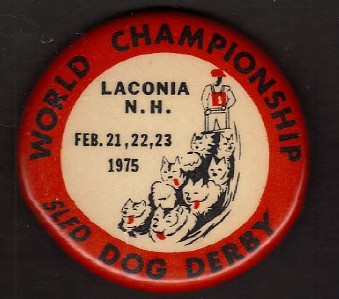 WORLD CHAMPIONSHIP
LACONIA
N.H.
FEB. 21, 22, 23
1975
1
SLED DOG DERBY